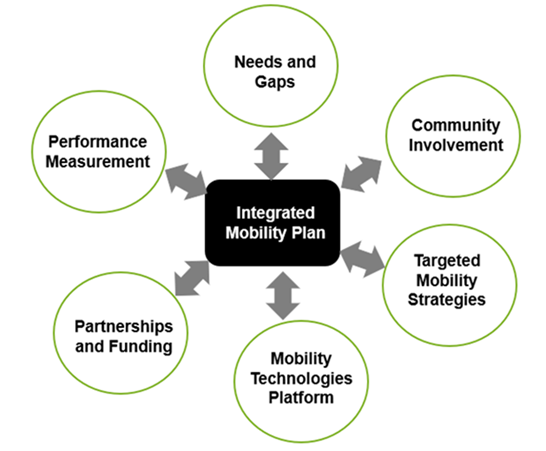 Needs and
Gaps
Community
Involvement
Performance
Measurement
Integrated
Mobility Plan
Targeted
Mobility
Strategies
Partnerships
and Funding
Mobility
Technologies
Platform